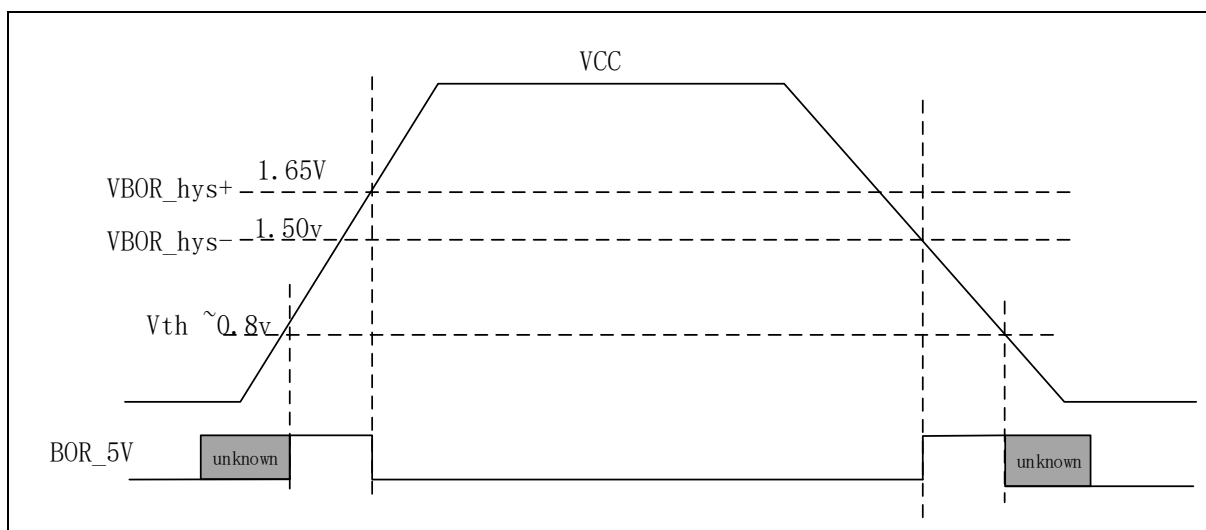 VCC
1.65V
VBOR_hys+
1.50v
VBOR_hys-
Vth ~0.8v
BOR_5V
unknown
unknown